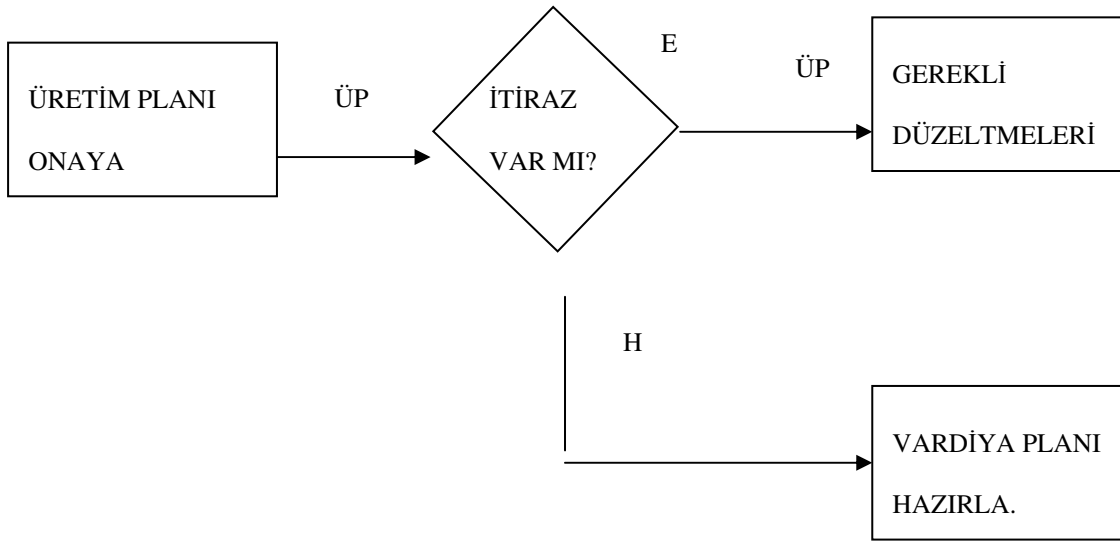 ÜRETİM PLANI
ONAYA
ÜP
İTİRAZ
VAR MI?
E
ÜP
GEREKLİ
DÜZELTMELERİ
H
VARDİYA PLANI
HAZIRLA.